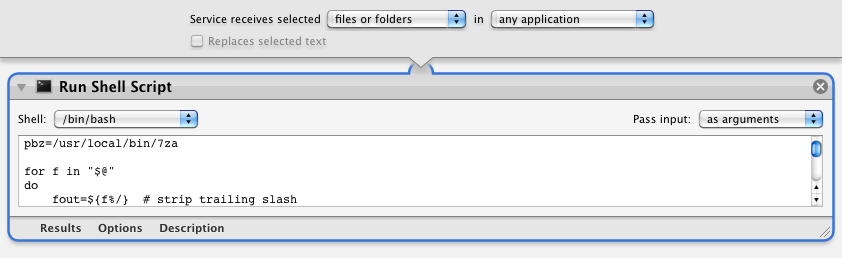 Service receives selected files or folders in any application
Replaces selected text
Run Shell Script
Shell: /bin/bash Pass input: as arguments
pbz=/usr/local/bin/7za
for f in "$@"
do
    fout=${f%/}  # strip trailing slash
Results Options Description